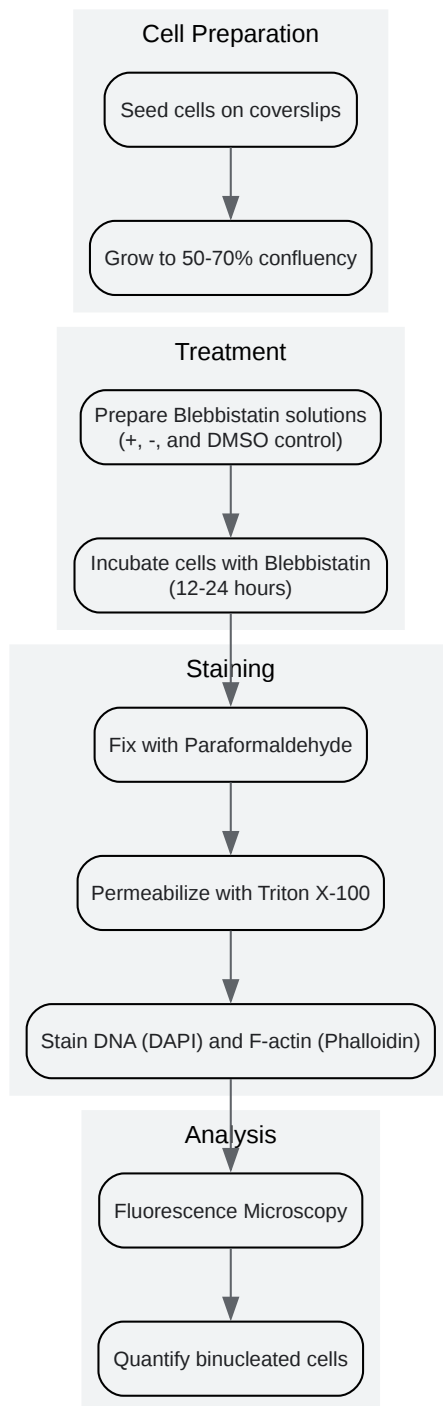 Cell Preparation
Seed cells on coverslips
Grow to 50-70% confluency
Treatment
Prepare Blebbistatin solutions
(+, -, and DMSO control)
Incubate cells with Blebbistatin
(12-24 hours)
Staining
Fix with Paraformaldehyde
Permeabilize with Triton X-100
Stain DNA (DAPI) and F-actin (Phalloidin)
Analysis
Fluorescence Microscopy
Quantify binucleated cells